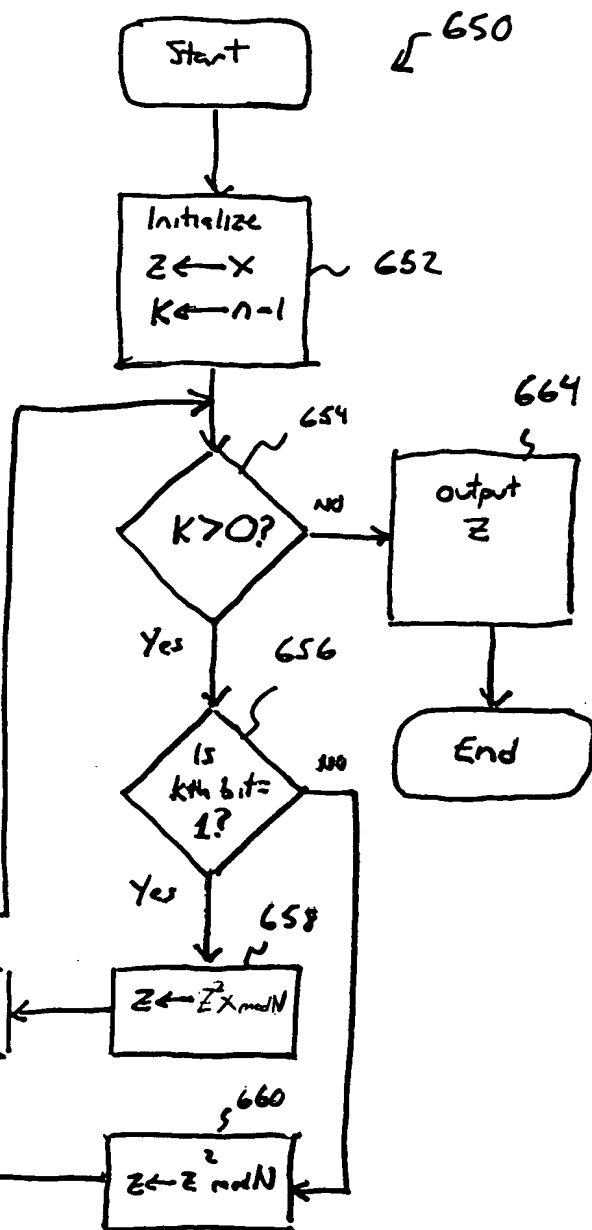 Start
650
Initialize
Z ← X
K ← n-1
652
654
K > 0?
NO
664
output
Z
Yes
656
End
Is
kth bit =
1?
NO
Yes
658
Z ← Z² X mod N
660
Z ← Z² mod N